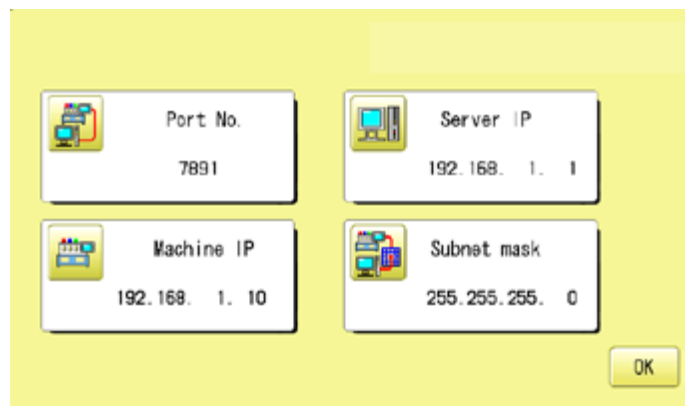 Port No.
7891
Server IP
192.168. 1. 1
Machine IP
192.168. 1. 10
Subnet mask
255.255.255. 0
OK